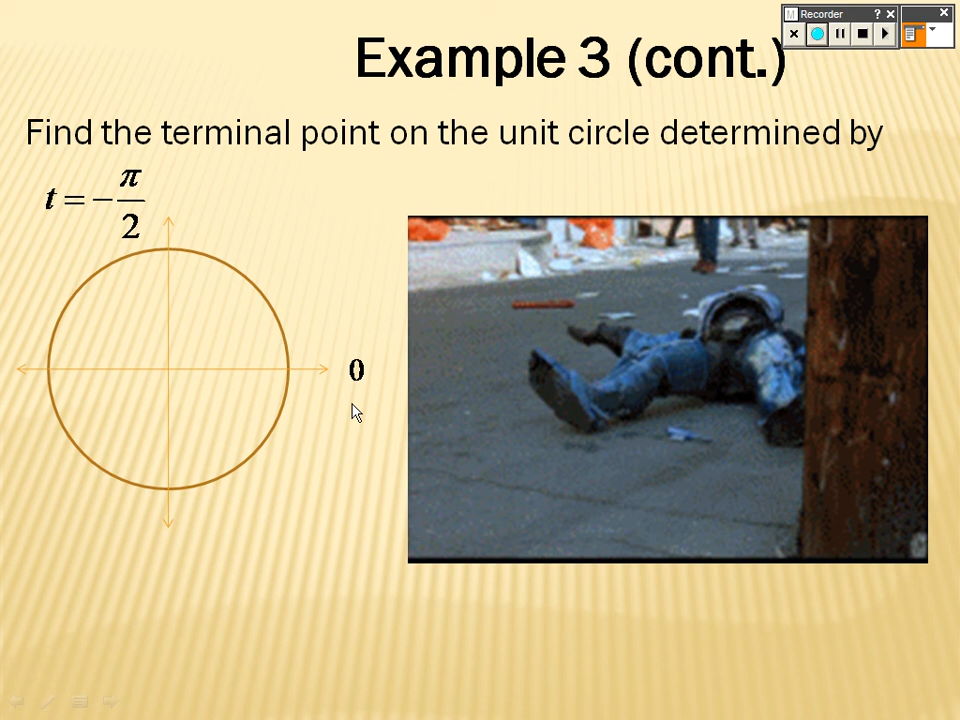 Recorder
Example 3 (cont.)
Find the terminal point on the unit circle determined by
t = −π/2
0